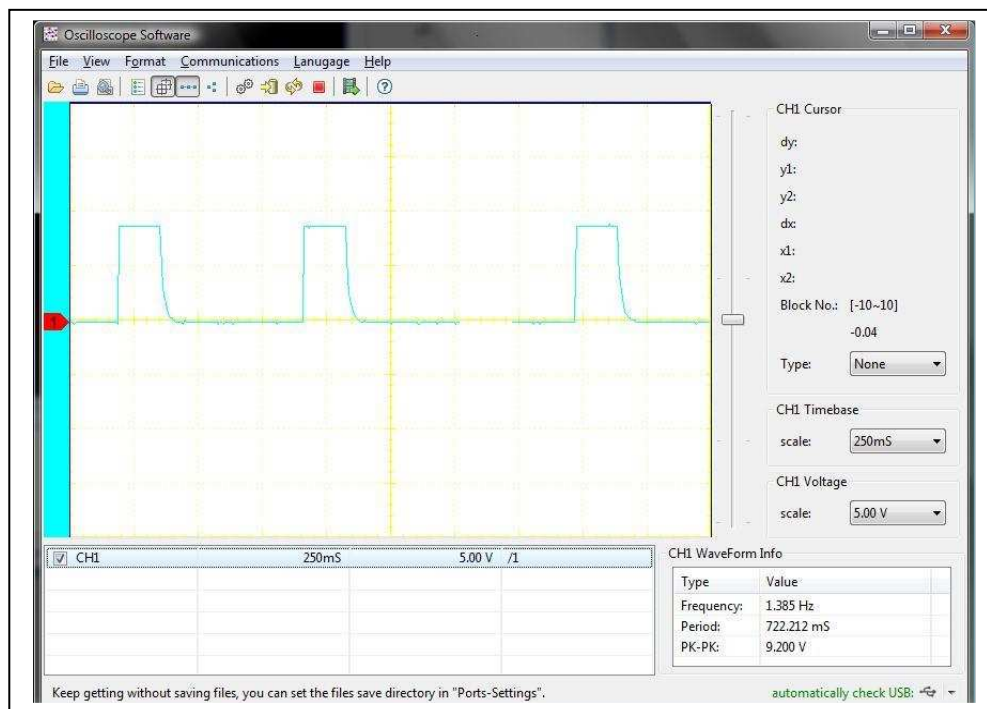 Oscilloscope Software
File View Format Communications Lanugage Help
CH1 Cursor
dy:
y1:
y2:
dx:
x1:
x2:
Block No.: [-10~10]
-0.04
Type: None
CH1 Timebase
scale: 250mS
CH1 Voltage
scale: 5.00 V
1
CH1 250mS 5.00 V /1
CH1 WaveForm Info
Type Value
Frequency: 1.385 Hz
Period: 722.212 mS
PK-PK: 9.200 V
Keep getting without saving files, you can set the files save directory in "Ports-Settings".
automatically check USB: